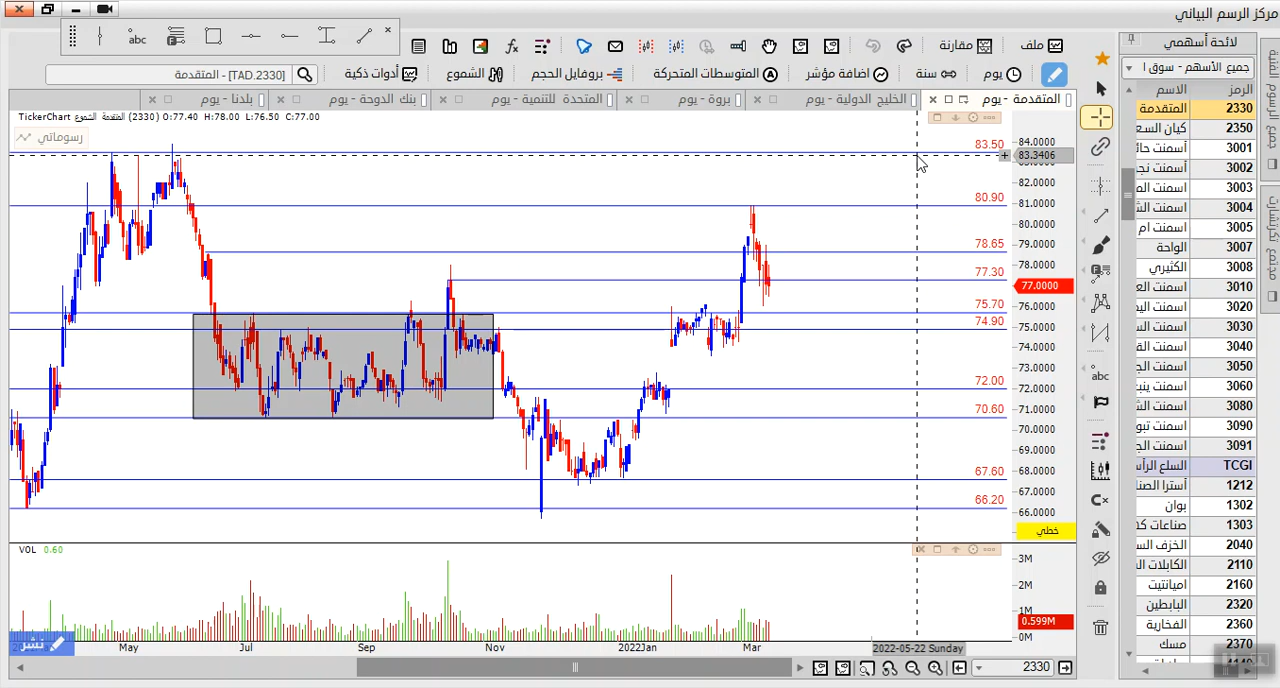 مركز الرسم البياني
abc
ملف
مقارنة
يوم
سنة
اضافة مؤشر
المتوسطات المتحركة
بروفايل الحجم
الشموع
أدوات ذكية
المتقدمة - [TAD.2330]
المتقدمة - يوم
الخليج الدولية - يوم
بروة - يوم
المتحدة للتنمية - يوم
بنك الدوحة - يوم
بلدنا - يوم
TickerChart الشموع المتقدمة (2330) O:77.40 H:78.00 L:76.50 C:77.00
رسوماتي
83.50
80.90
78.65
77.30
75.70
74.90
72.00
70.60
67.60
66.20
84.0000
83.3406
82.0000
81.0000
80.0000
79.0000
78.0000
77.0000
76.0000
75.0000
74.0000
73.0000
72.0000
71.0000
70.0000
69.0000
68.0000
67.0000
66.0000
خطي
VOL 0.60
3M
2M
1M
0.599M
0M
نشر
May
Jul
Sep
Nov
2022Jan
Mar
2022-05-22 Sunday
2330
abc
لائحة أسهمي
جميع الأسهم - سوق ا
الرمز الاسم
2330 المتقدمة
2350 كيان السع
3001 أسمنت حائ
3002 أسمنت نجر
3003 اسمنت المد
3004 اسمنت الش
3005 اسمنت ام
3007 الواحة
3008 الكثيري
3010 اسمنت الع
3020 اسمنت
3030 اسمنت
3040 اسمنت الق
3050 اسمنت الج
3060 اسمنت ينب
3080 اسمنت الش
3090 اسمنت تبو
3091 اسمنت الج
TCGI السلع الرأس
1212 أسترا الصنا
1302 بوان
1303 صناعات كه
2040 الخزف الس
2110 الكابلات ال
2160 اميانتيت
2320 البابطين
2360 الفخارية
2370 مسك